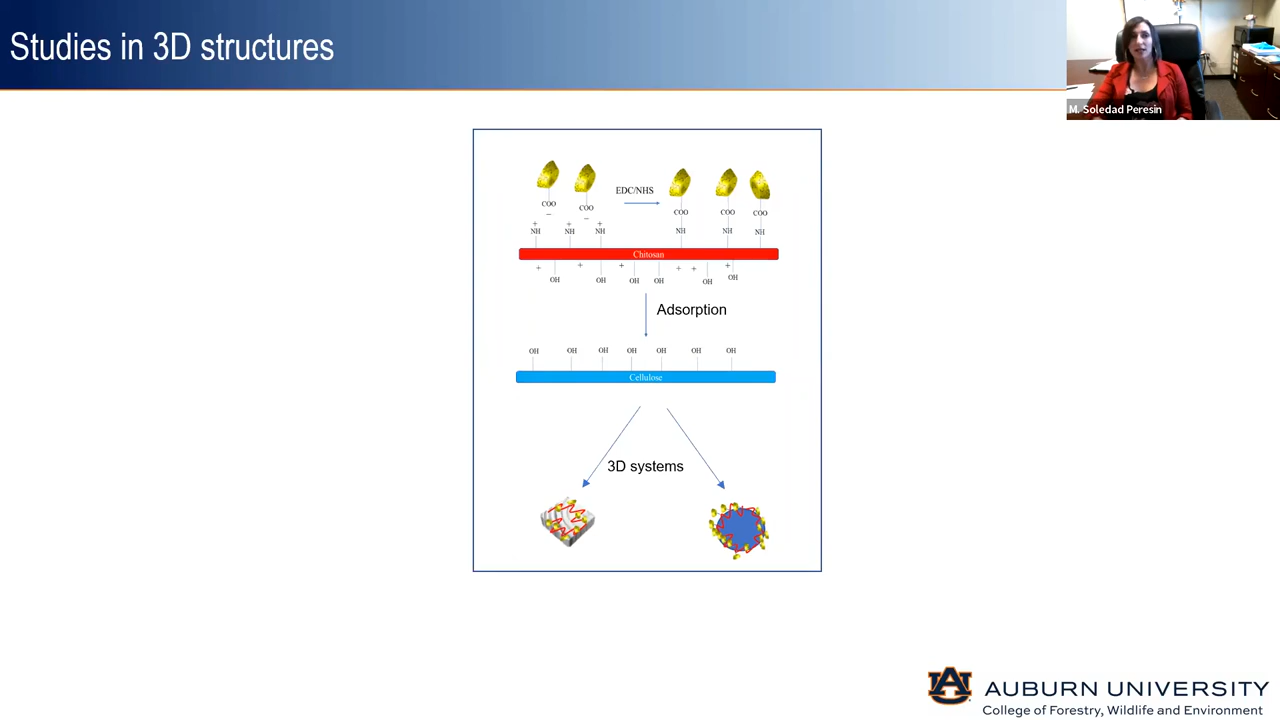 Studies in 3D structures
M. Soledad Peresin
EDC/NHS
COO COO COO COO COO
− −
+ + +
NH NH NH NH NH NH
Chitosan
+ + + + + +
OH OH OH OH OH OH
Adsorption
OH OH OH OH OH OH OH
Cellulose
3D systems
AUBURN UNIVERSITY
College of Forestry, Wildlife and Environment